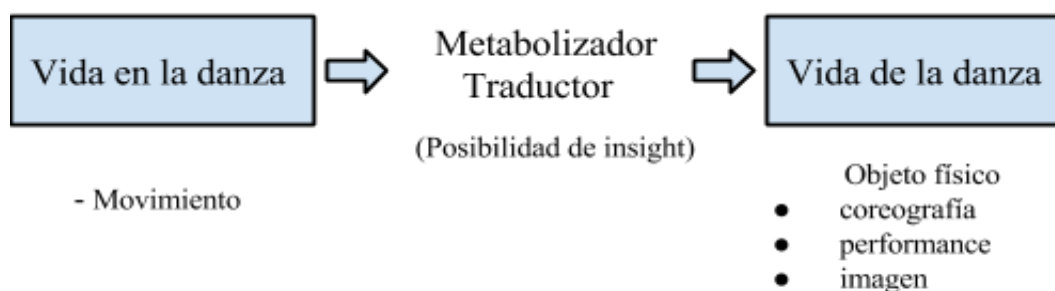 Vida en la danza
Metabolizador
Traductor
(Posibilidad de insight)
Vida de la danza
- Movimiento
Objeto físico
● coreografía
● performance
● imagen